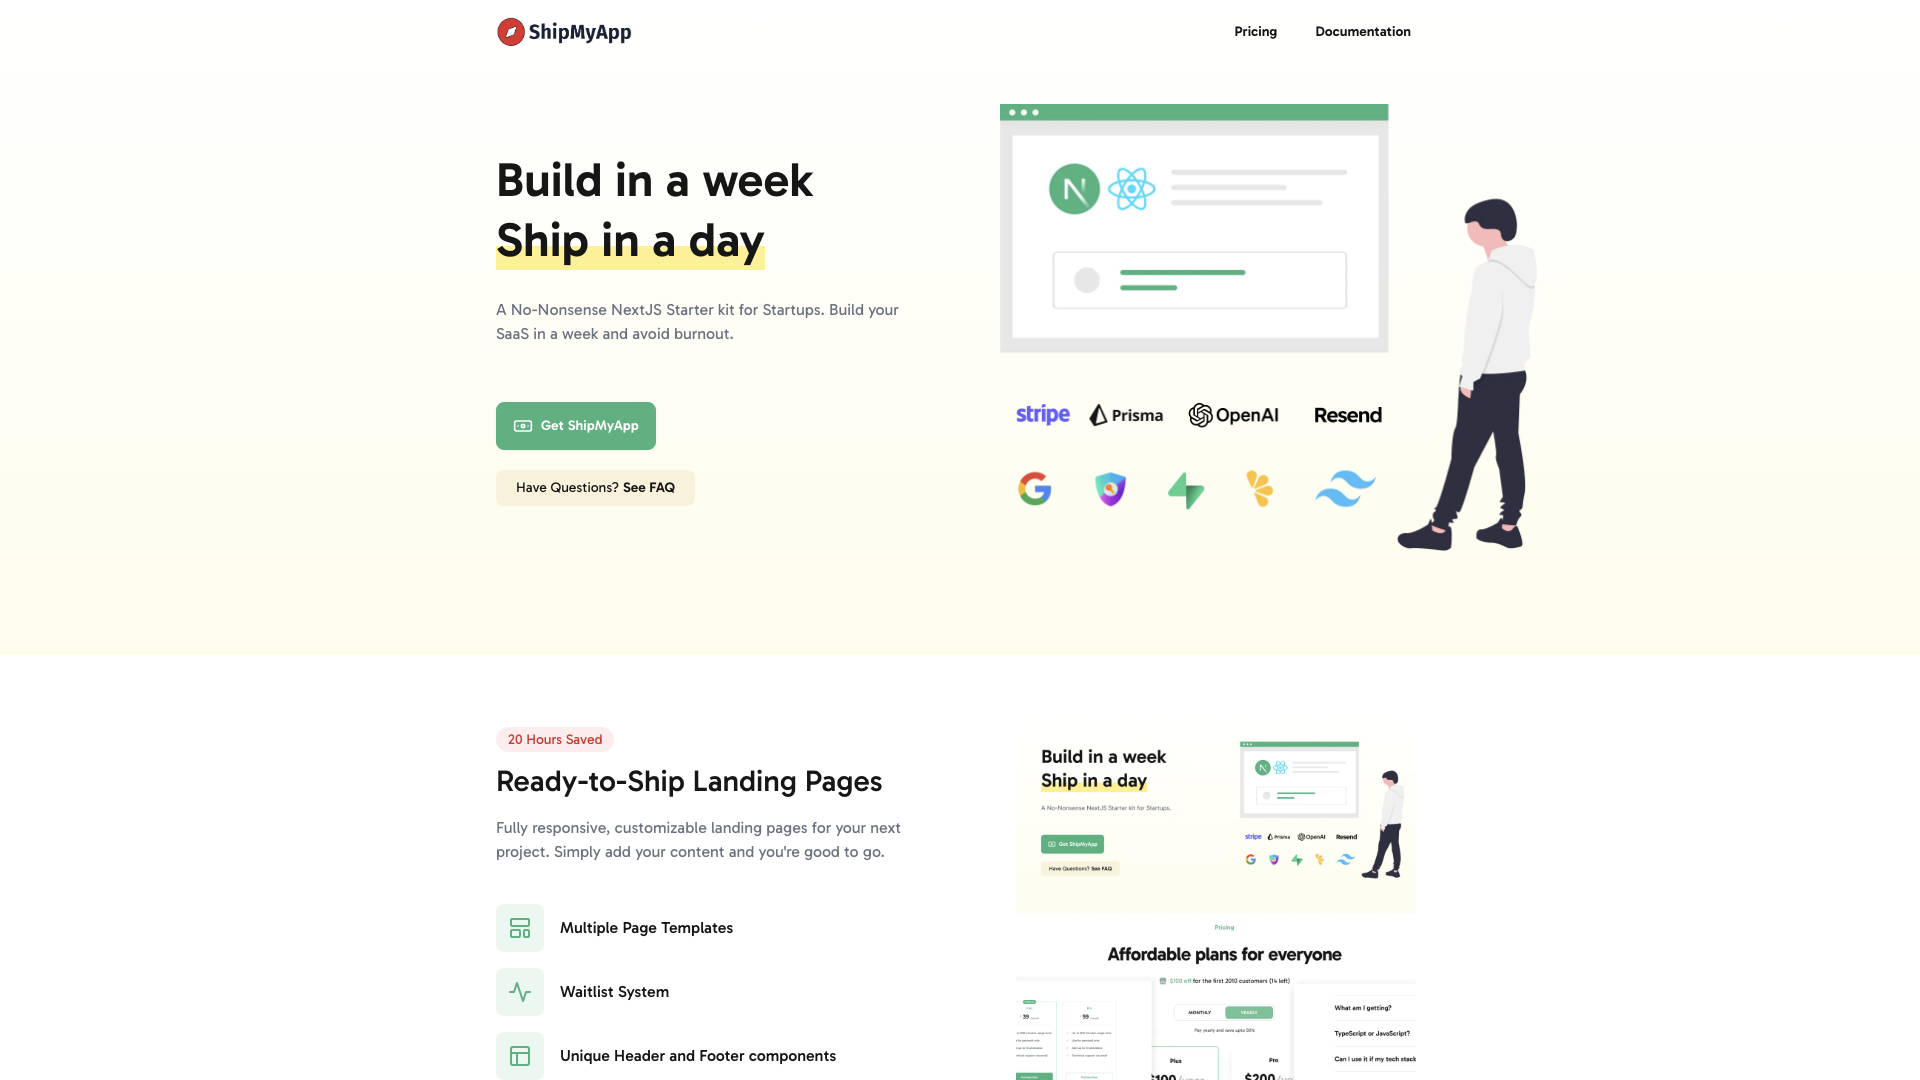 ShipMyApp
Pricing
Documentation
Build in a week
Ship in a day
A No-Nonsense NextJS Starter kit for Startups. Build your
SaaS in a week and avoid burnout.
Get ShipMyApp
Have Questions? See FAQ
stripe
Prisma
OpenAI
Resend
20 Hours Saved
Ready-to-Ship Landing Pages
Fully responsive, customizable landing pages for your next
project. Simply add your content and you're good to go.
Multiple Page Templates
Waitlist System
Unique Header and Footer components
Build in a week
Ship in a day
A No-Nonsense NextJS Starter kit for Startups.
Get ShipMyApp
Have Questions? See FAQ
stripe
Prisma
OpenAI
Resend
Pricing
Affordable plans for everyone
$100 off for the first 2010 customers (14 left)
MONTHLY
YEARLY
Pay yearly and save upto 50%
Plus
Pro
$100
$200
What am I getting?
TypeScript or JavaScript?
Can I use it if my tech stack